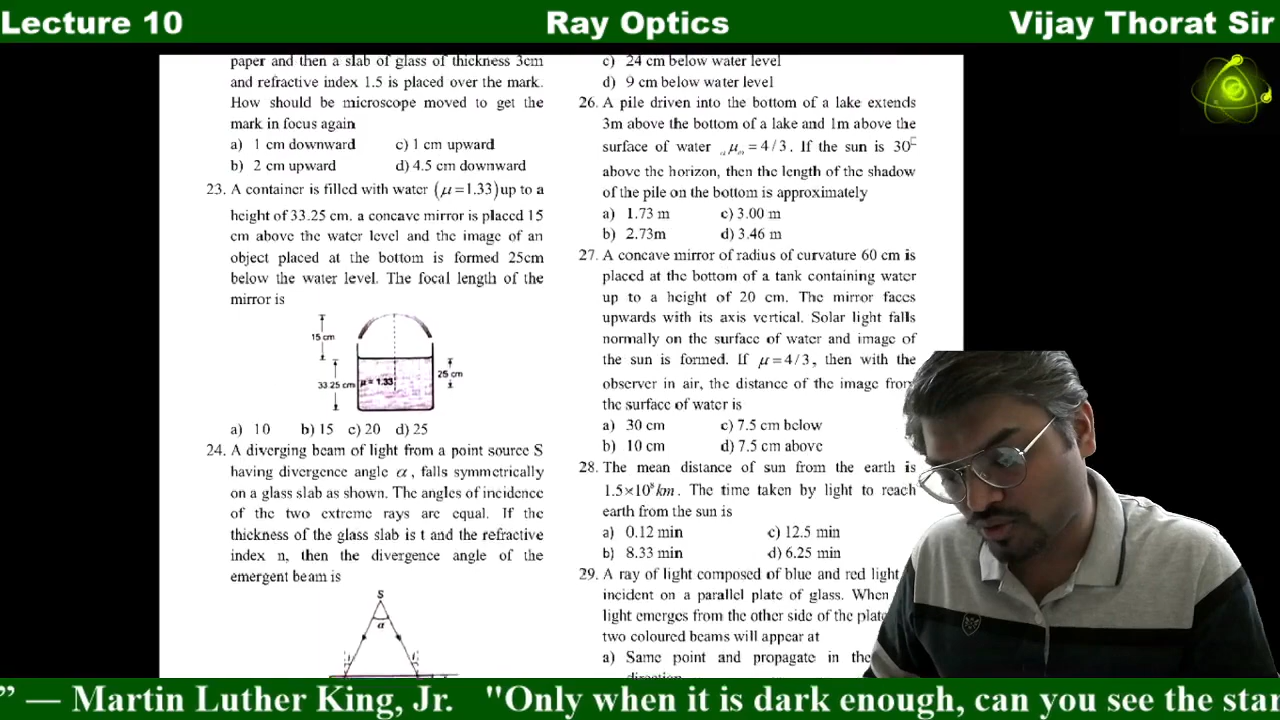 Lecture 10
Ray Optics
Vijay Thorat Sir
paper and then a slab of glass of thickness 3cm
and refractive index 1.5 is placed over the mark.
How should be microscope moved to get the
mark in focus again
a) 1 cm downward c) 1 cm upward
b) 2 cm upward d) 4.5 cm downward
23. A container is filled with water (μ=1.33) up to a
height of 33.25 cm. a concave mirror is placed 15
cm above the water level and the image of an
object placed at the bottom is formed 25cm
below the water level. The focal length of the
mirror is
15 cm
33 25 cm
μ = 1.33
25 cm
a) 10 b) 15 c) 20 d) 25
24. A diverging beam of light from a point source S
having divergence angle α, falls symmetrically
on a glass slab as shown. The angles of incidence
of the two extreme rays are equal. If the
thickness of the glass slab is t and the refractive
index n, then the divergence angle of the
emergent beam is
S
α
c) 24 cm below water level
d) 9 cm below water level
26. A pile driven into the bottom of a lake extends
3m above the bottom of a lake and 1m above the
surface of water μ = 4/3. If the sun is 30
above the horizon, then the length of the shadow
of the pile on the bottom is approximately
a) 1.73 m c) 3.00 m
b) 2.73m d) 3.46 m
27. A concave mirror of radius of curvature 60 cm is
placed at the bottom of a tank containing water
up to a height of 20 cm. The mirror faces
upwards with its axis vertical. Solar light falls
normally on the surface of water and image of
the sun is formed. If μ = 4/3, then with the
observer in air, the distance of the image from
the surface of water is
a) 30 cm c) 7.5 cm below
b) 10 cm d) 7.5 cm above
28. The mean distance of sun from the earth is
1.5×10⁸ km. The time taken by light to reach
earth from the sun is
a) 0.12 min c) 12.5 min
b) 8.33 min d) 6.25 min
29. A ray of light composed of blue and red light
incident on a parallel plate of glass. When
light emerges from the other side of the plate
two coloured beams will appear at
a) Same point and propagate in the
direction
” — Martin Luther King, Jr. "Only when it is dark enough, can you see the star